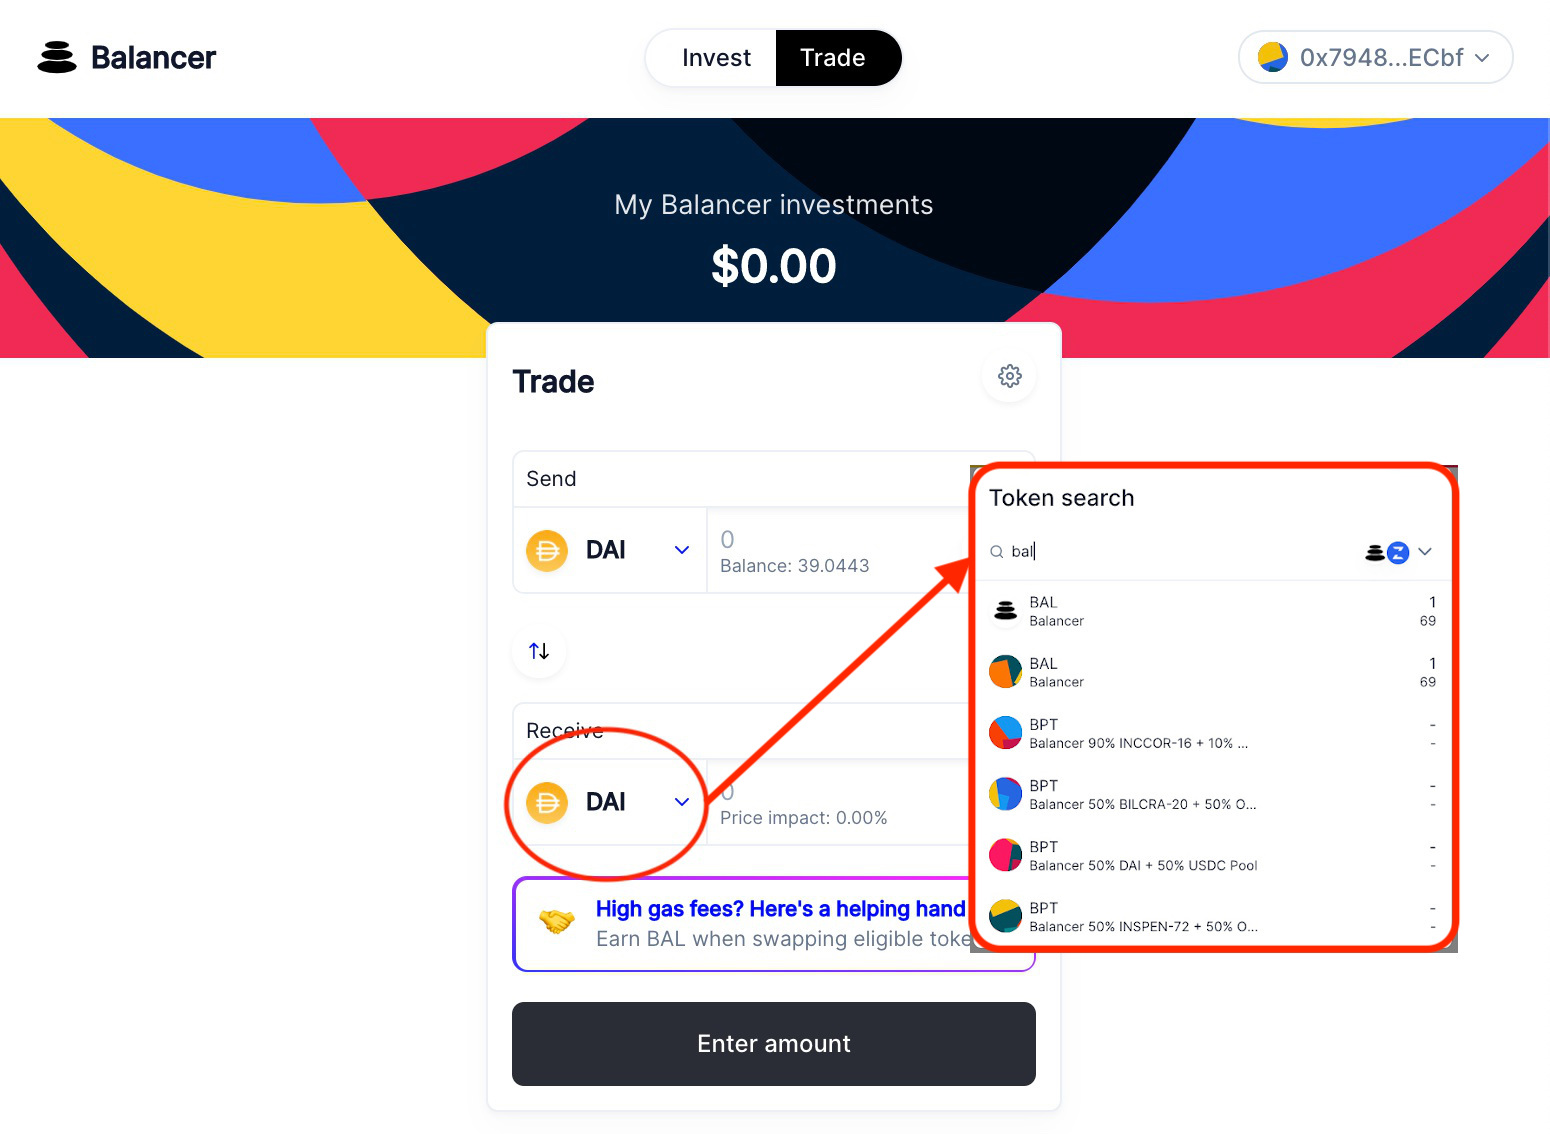 Balancer
Invest
Trade
0x7948...ECbf
My Balancer investments
$0.00
Trade
Send
DAI
0
Balance: 39.0443
Receive
DAI
0
Price impact: 0.00%
High gas fees? Here's a helping hand
Earn BAL when swapping eligible toke
Enter amount
Token search
bal
BAL
1
Balancer
69
BAL
1
Balancer
69
BPT
-
Balancer 90% INCCOR-16 + 10% ...
-
BPT
-
Balancer 50% BILCRA-20 + 50% O...
-
BPT
-
Balancer 50% DAI + 50% USDC Pool
-
BPT
-
Balancer 50% INSPEN-72 + 50% O...
-